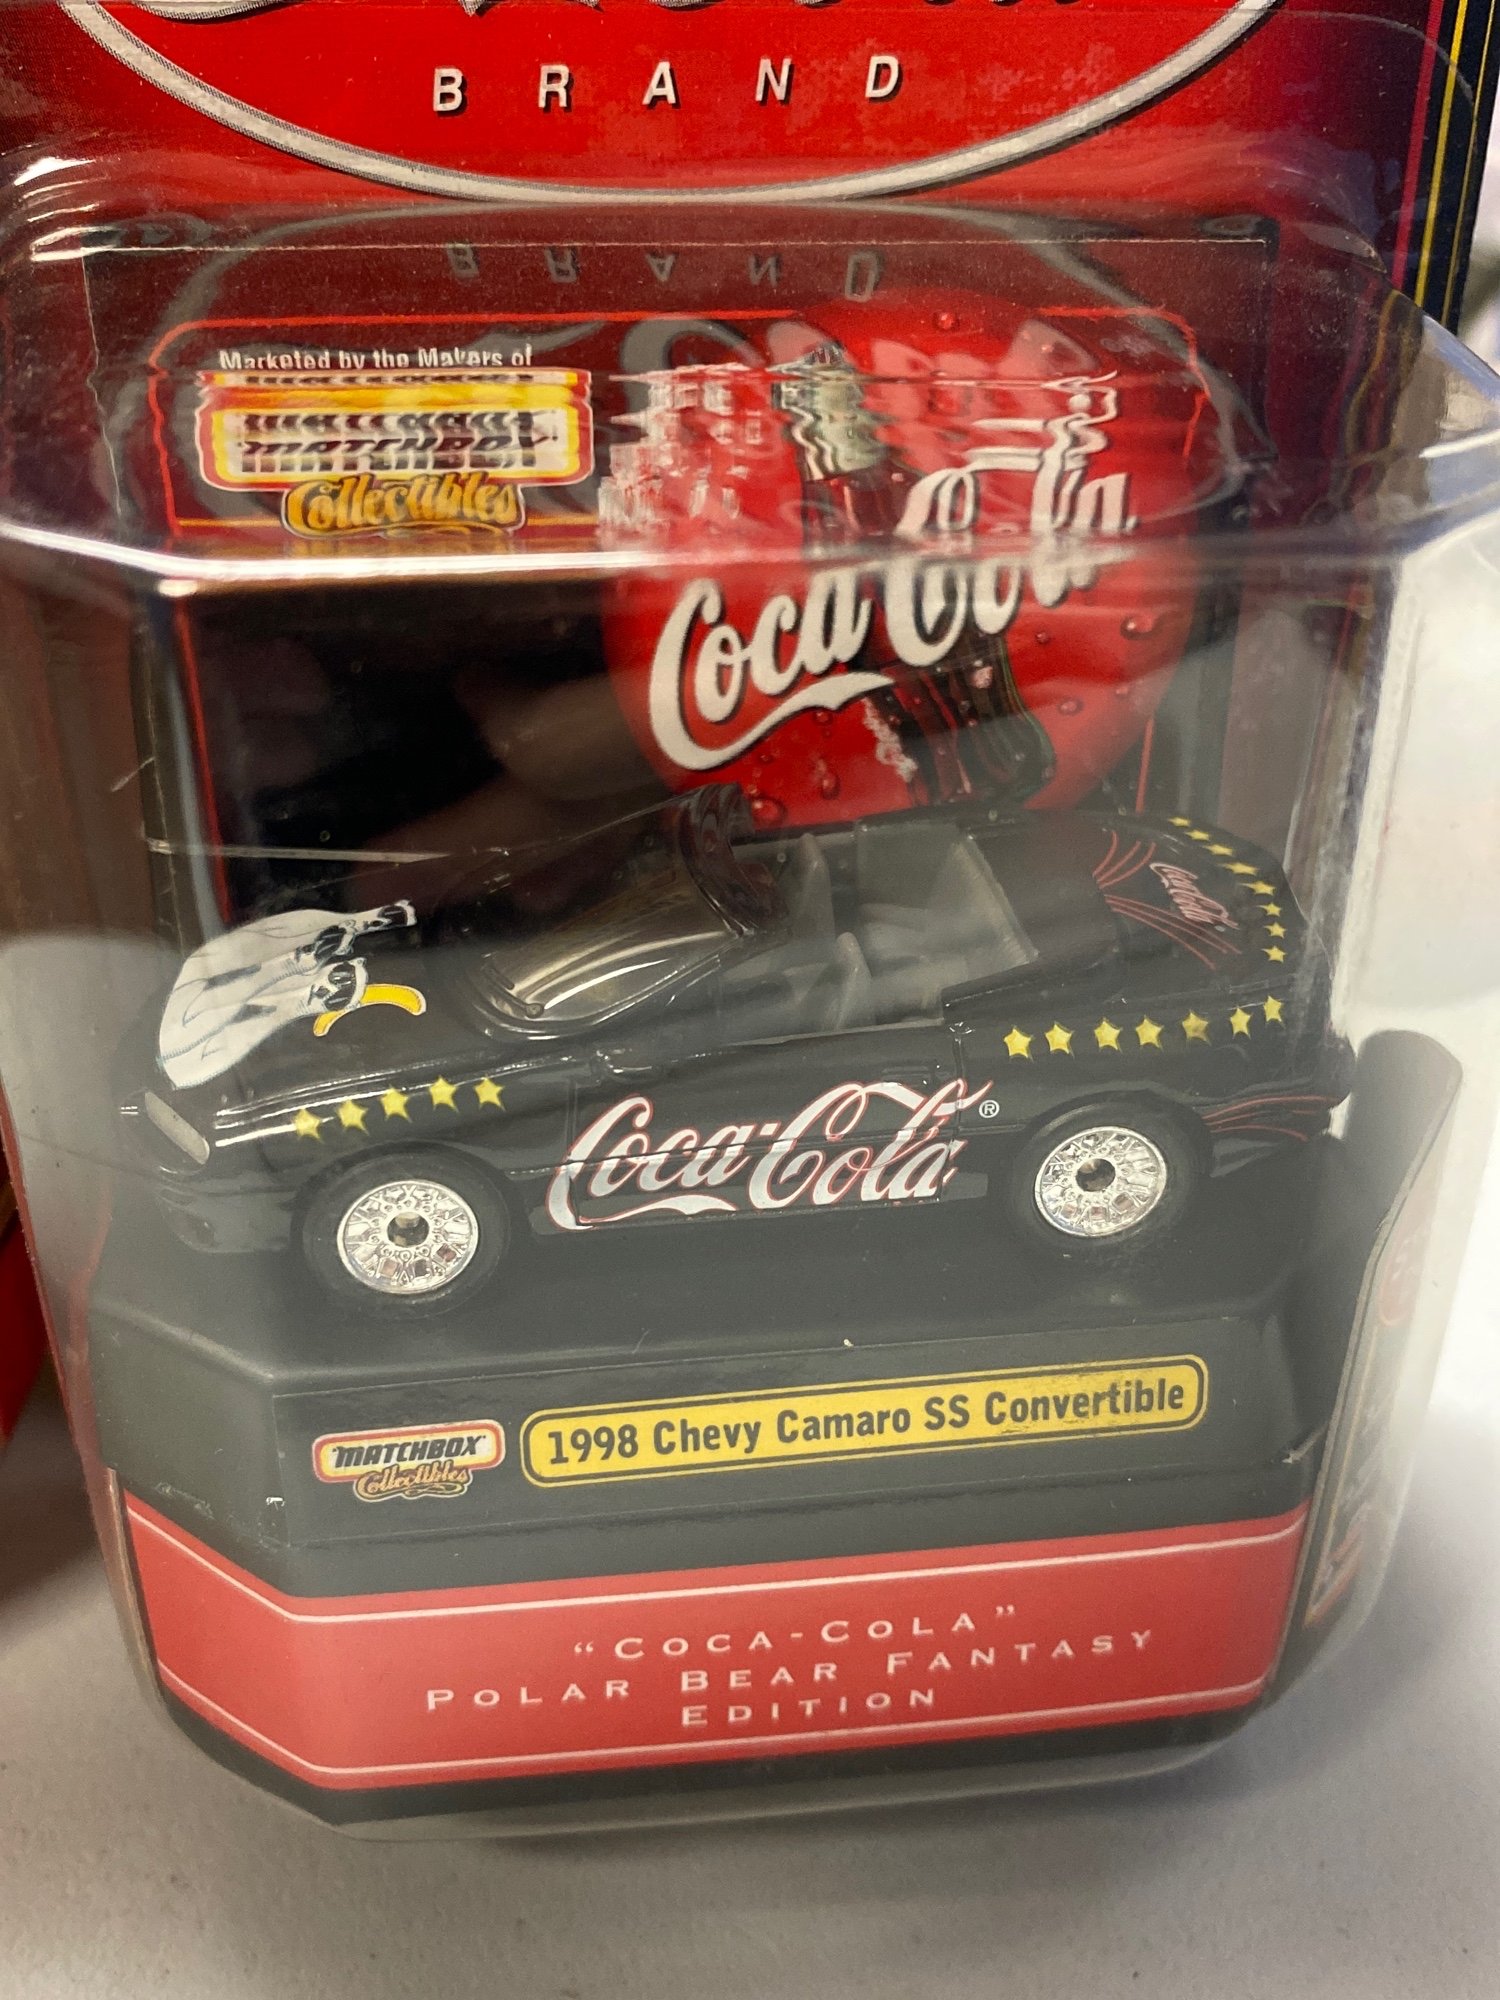 BRAND
Marketed by the Makers of
MATCHBOX
Collectibles
Coca-Cola
Coca-Cola
Coca-Cola
Coca-Cola®
MATCHBOX
Collectibles
1998 Chevy Camaro SS Convertible
"COCA-COLA"
POLAR BEAR FANTASY
EDITION